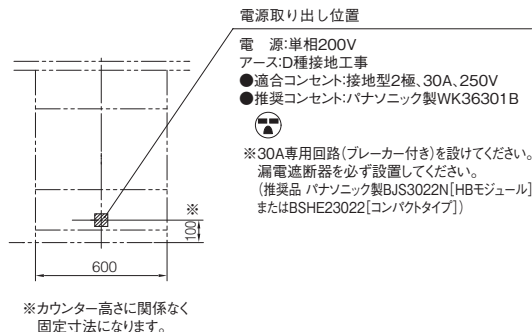 電源取り出し位置
電　源:単相200V
アース:D種接地工事
●適合コンセント:接地型2極、30A、250V
●推奨コンセント:パナソニック製WK36301B
※30A専用回路(ブレーカー付き)を設けてください。
漏電遮断器を必ず設置してください。
(推奨品 パナソニック製BJS3022N[HBモジュール]
またはBSHE23022[コンパクトタイプ])
※
100
600
※カウンター高さに関係なく
固定寸法になります。